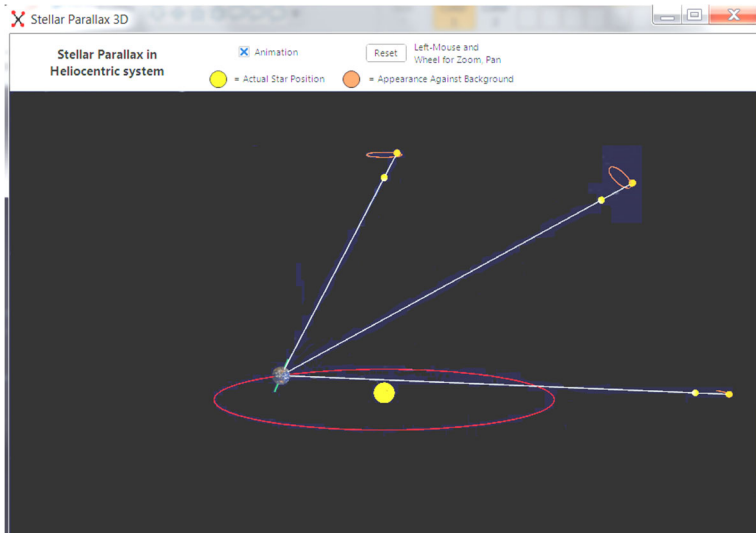 Stellar Parallax 3D
Stellar Parallax in
Heliocentric system
Animation
Reset
Left-Mouse and
Wheel for Zoom, Pan
= Actual Star Position
= Appearance Against Background